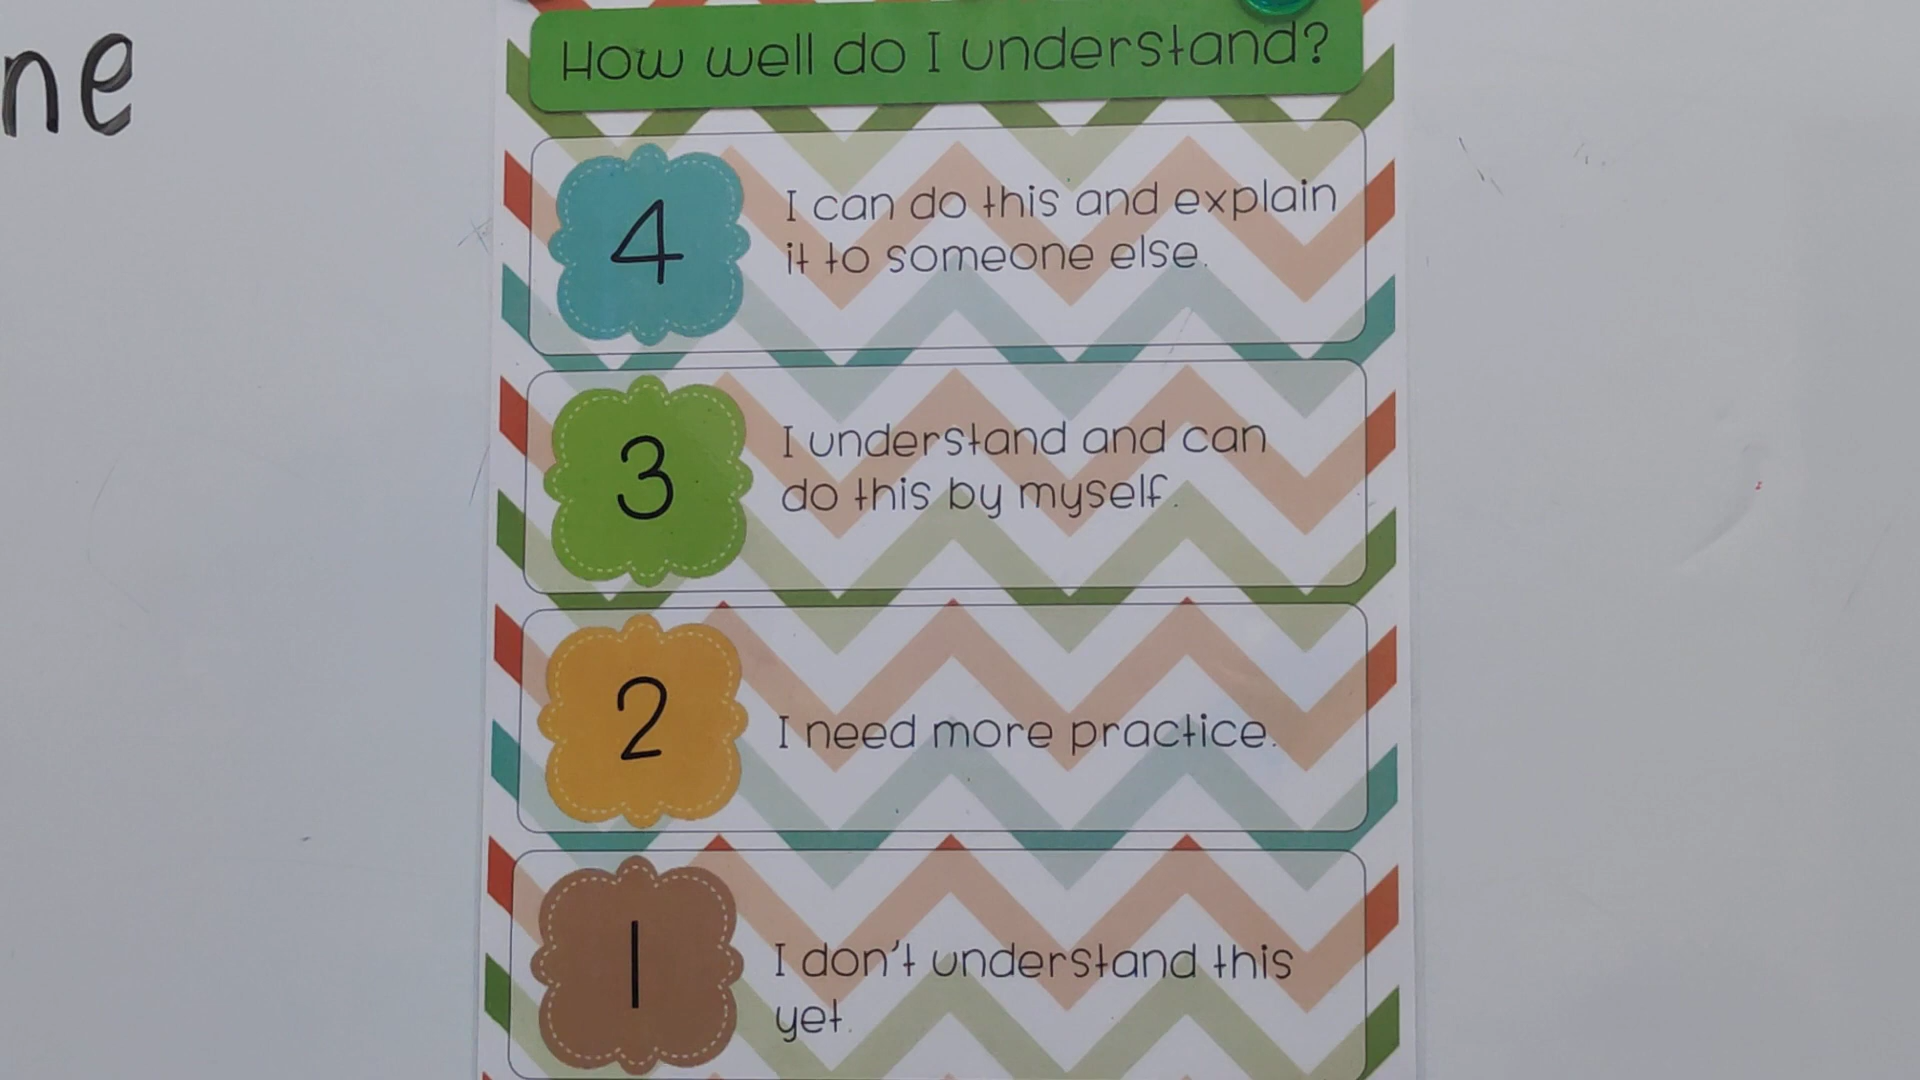 ne
How well do I understand?
4
I can do this and explain
it to someone else.
3
I understand and can
do this by myself.
2
I need more practice.
1
I don't understand this
yet.